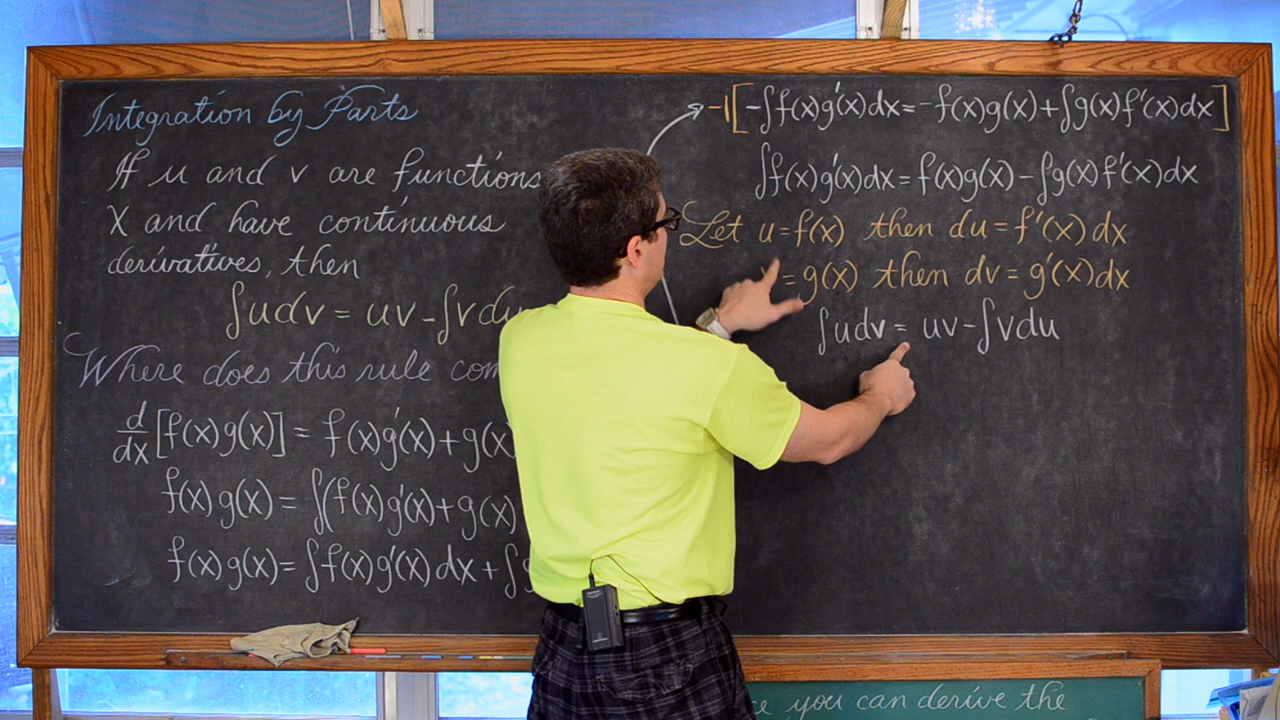 Integration by Parts
If u and v are functions
x and have continuous
derivatives, then
∫udv = uv - ∫vdu
Where does this rule
d/dx[f(x)g(x)] = f(x)g'(x)+g(x)
f(x)g(x) = ∫(f(x)g'(x)+g(x)
f(x)g(x) = ∫f(x)g'(x)dx + ∫g
-1[-∫f(x)g'(x)dx = -f(x)g(x)+∫g(x)f'(x)dx]
∫f(x)g'(x)dx = f(x)g(x) - ∫g(x)f'(x)dx
Let u = f(x) then du = f'(x)dx
= g(x) then dv = g'(x)dx
∫udv = uv - ∫vdu
you can derive the